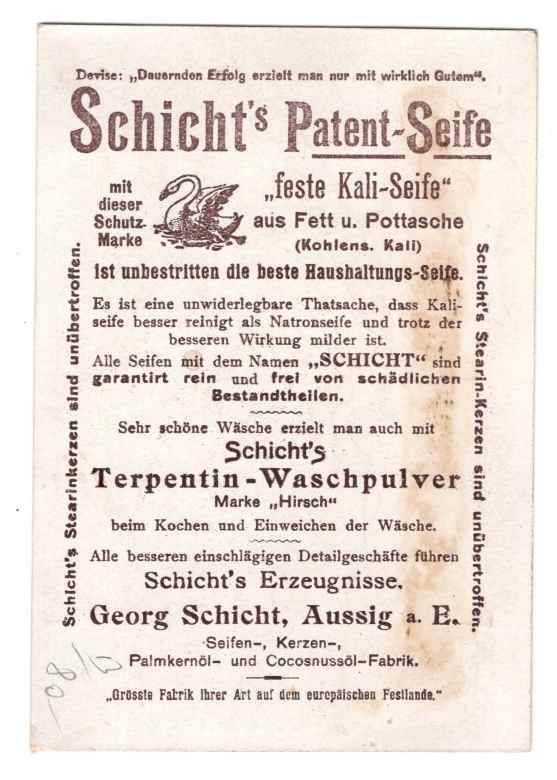 Devise: „Dauernden Erfolg erzielt man nur mit wirklich Gutem“.
Schicht's Patent-Seife
mit
dieser
Schutz-
Marke
„feste Kali-Seife“
aus Fett u. Pottasche
(Kohlens. Kali)
ist unbestritten die beste Haushaltungs-Seife.
Es ist eine unwiderlegbare Thatsache, dass Kali-
seife besser reinigt als Natronseife und trotz der
besseren Wirkung milder ist.
Alle Seifen mit dem Namen „SCHICHT“ sind
garantirt rein und frei von schädlichen
Bestandtheilen.
Sehr schöne Wäsche erzielt man auch mit
Schicht's
Terpentin-Waschpulver
Marke „Hirsch“
beim Kochen und Einweichen der Wäsche.
Alle besseren einschlägigen Detailgeschäfte führen
Schicht's Erzeugnisse.
Georg Schicht, Aussig a. E.
Seifen-, Kerzen-,
Palmkernöl- und Cocosnussöl-Fabrik.
„Grösste Fabrik ihrer Art auf dem europäischen Festlande.“
Schicht's Stearinkerzen sind unübertroffen.
Schicht's Stearin-Kerzen sind unübertroffen.